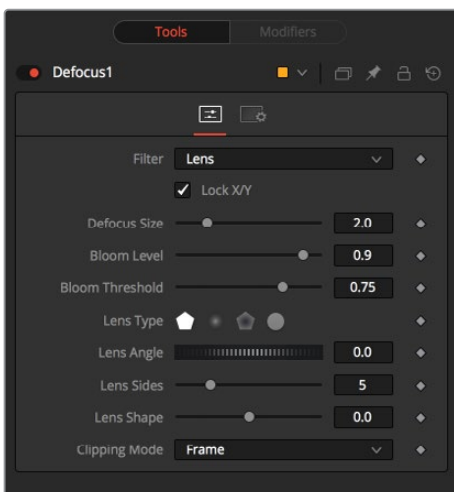 Tools Modifiers
Defocus1
Filter Lens
Lock X/Y
Defocus Size 2.0
Bloom Level 0.9
Bloom Threshold 0.75
Lens Type
Lens Angle 0.0
Lens Sides 5
Lens Shape 0.0
Clipping Mode Frame